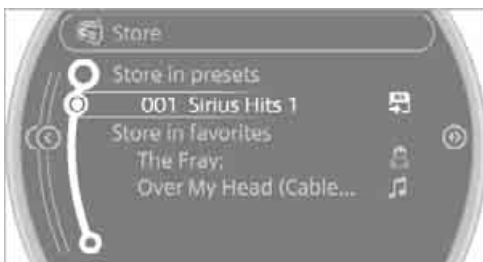 Store
Store in presets
001 Sirius Hits 1
Store in favorites
The Fray:
Over My Head (Cable...